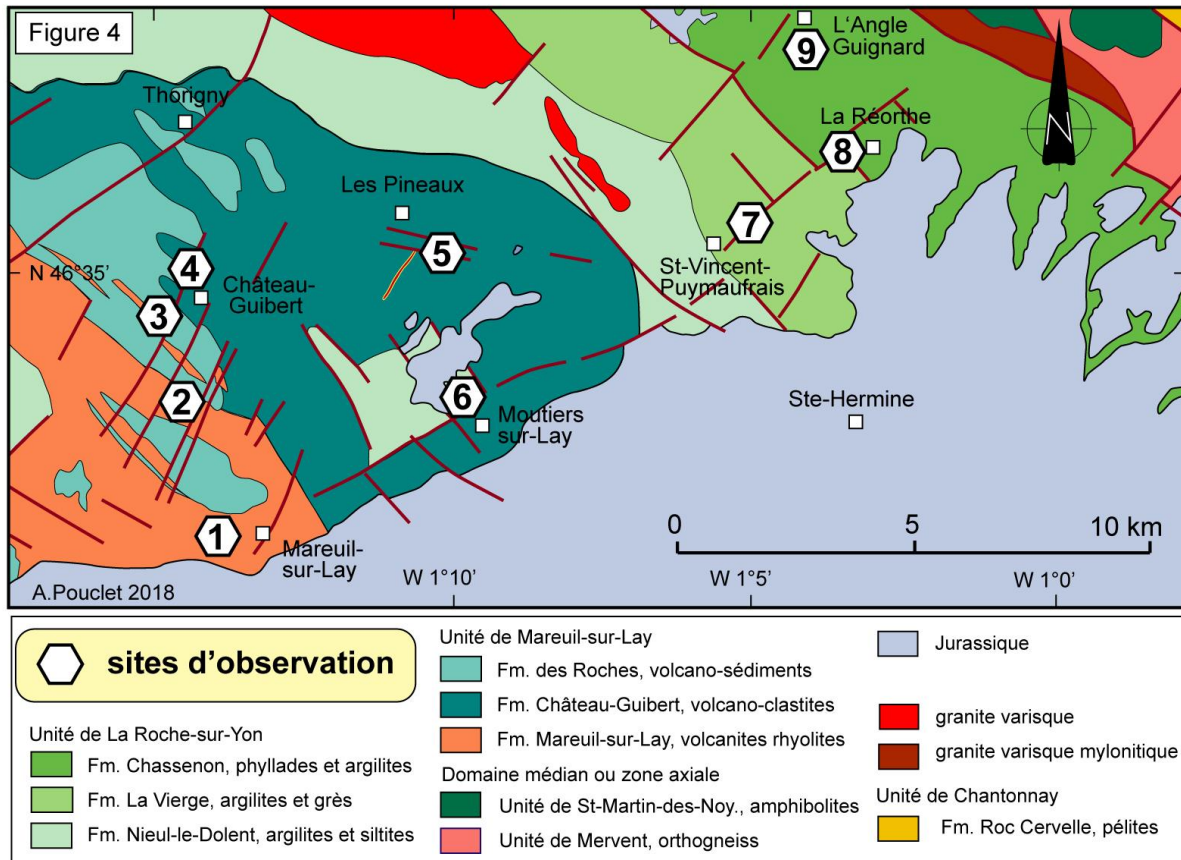 Figure 4
L'Angle
Guignard
9
Thorigny
La Réorthe
8
N
Les Pineaux
5
7
St-Vincent-
Puymaufrais
N 46°35'
4
Château-
Guibert
3
2
6
Moutiers
sur-Lay
Ste-Hermine
1
Mareuil-
sur-Lay
0
5
10 km
A.Pouclet 2018
W 1°10'
W 1°5'
W 1°0'
sites d'observation
Unité de La Roche-sur-Yon
Fm. Chassenon, phyllades et argilites
Fm. La Vierge, argilites et grès
Fm. Nieul-le-Dolent, argilites et siltites
Unité de Mareuil-sur-Lay
Fm. des Roches, volcano-sédiments
Fm. Château-Guibert, volcano-clastites
Fm. Mareuil-sur-Lay, volcanites rhyolites
Domaine médian ou zone axiale
Unité de St-Martin-des-Noy., amphibolites
Unité de Mervent, orthogneiss
Jurassique
granite varisque
granite varisque mylonitique
Unité de Chantonnay
Fm. Roc Cervelle, pélites